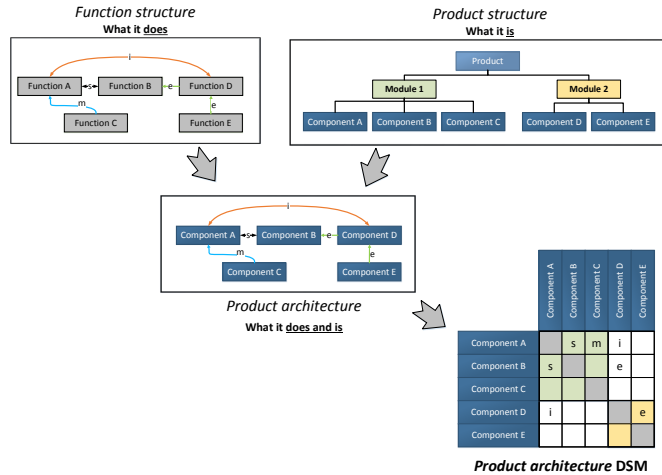 Function structure
What it does
i
Function A
s
Function B
e
Function D
m
e
Function C
Function E
Product structure
What it is
Product
Module 1
Module 2
Component A
Component B
Component C
Component D
Component E
i
Component A
s
Component B
e
Component D
m
e
Component C
Component E
Product architecture
What it does and is
Component A
Component B
Component C
Component D
Component E
Component A s m i
Component B s e
Component C
Component D i e
Component E
Product architecture DSM